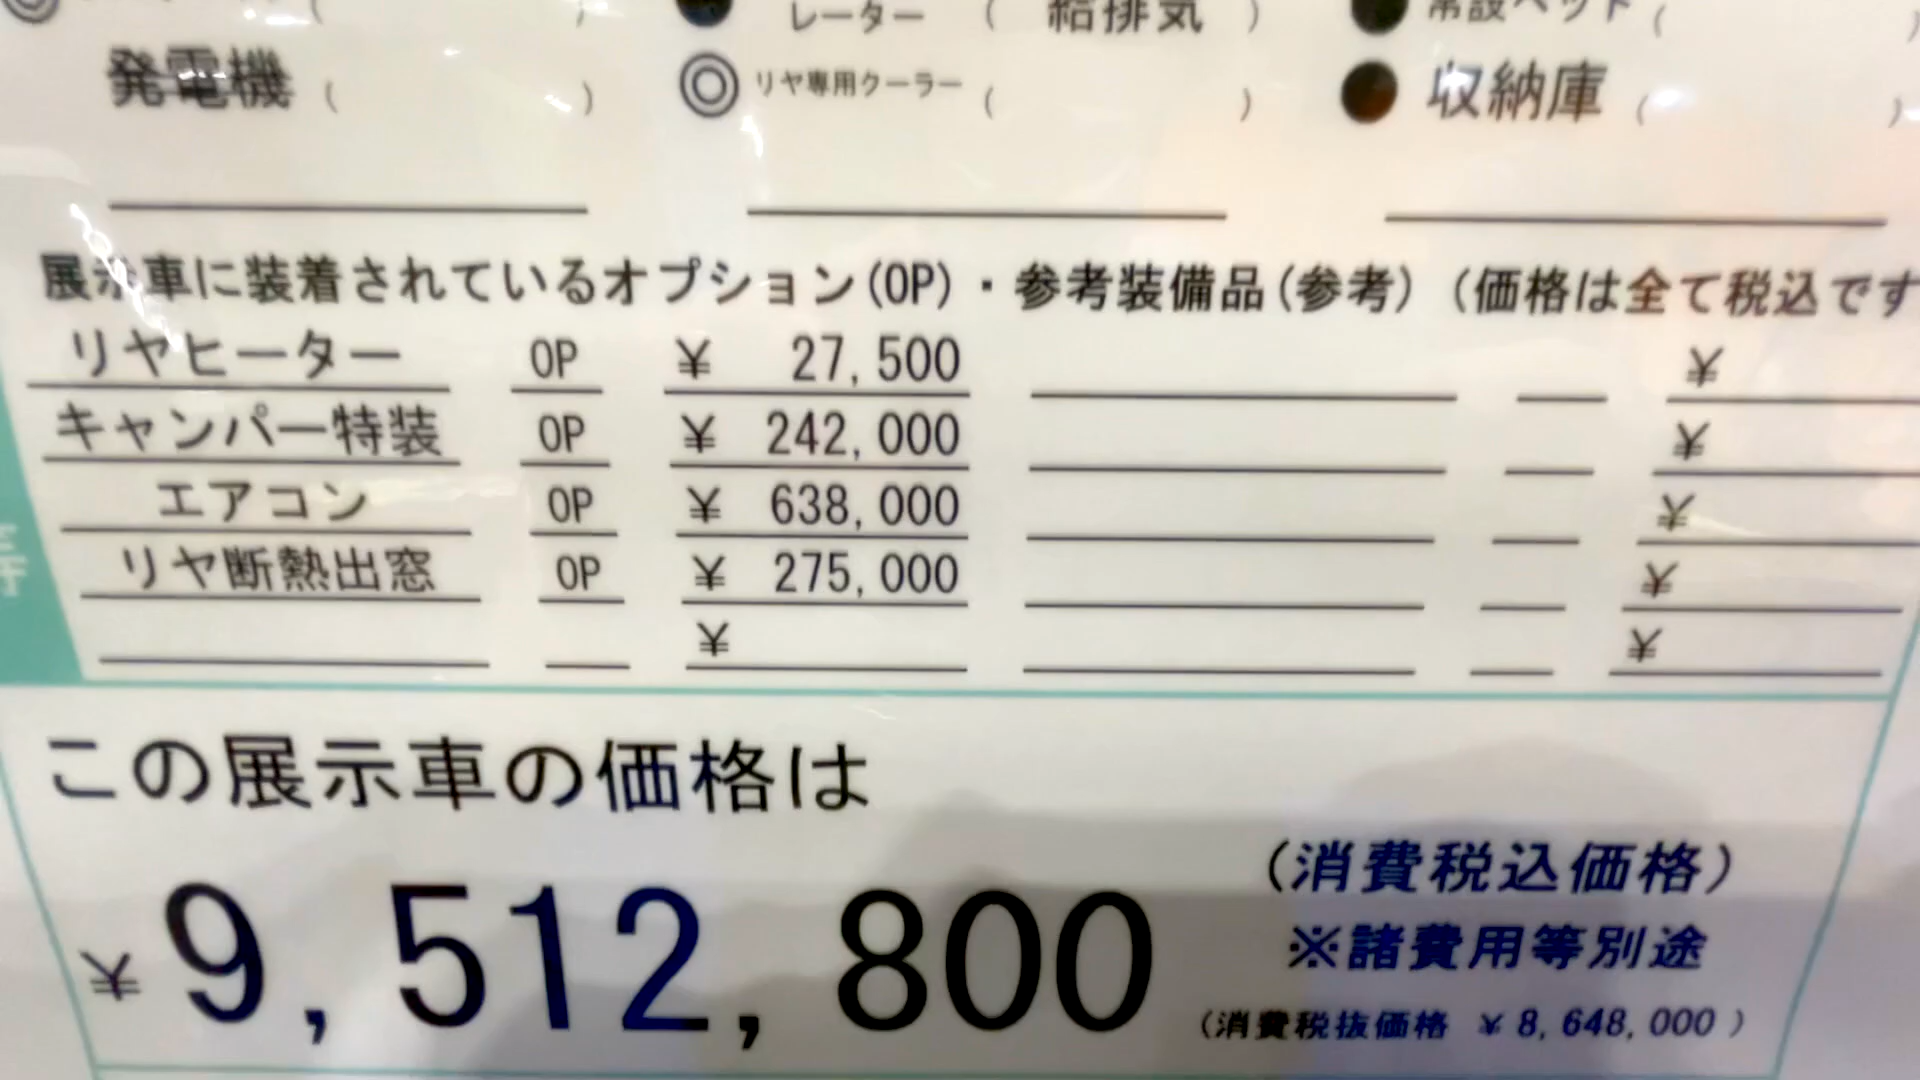 レーター （ 給排気 ） ● 常設ベッド （ ）
発電機 （ ） ◎ リヤ専用クーラー （ ） ● 収納庫 （ ）
展示車に装着されているオプション(OP)・参考装備品(参考) (価格は全て税込です
リヤヒーター OP ¥ 27,500 ¥
キャンパー特装 OP ¥ 242,000 ¥
エアコン OP ¥ 638,000 ¥
リヤ断熱出窓 OP ¥ 275,000 ¥
¥ ¥
この展示車の価格は
¥9,512,800
(消費税込価格)
※諸費用等別途
(消費税抜価格 ¥8,648,000)